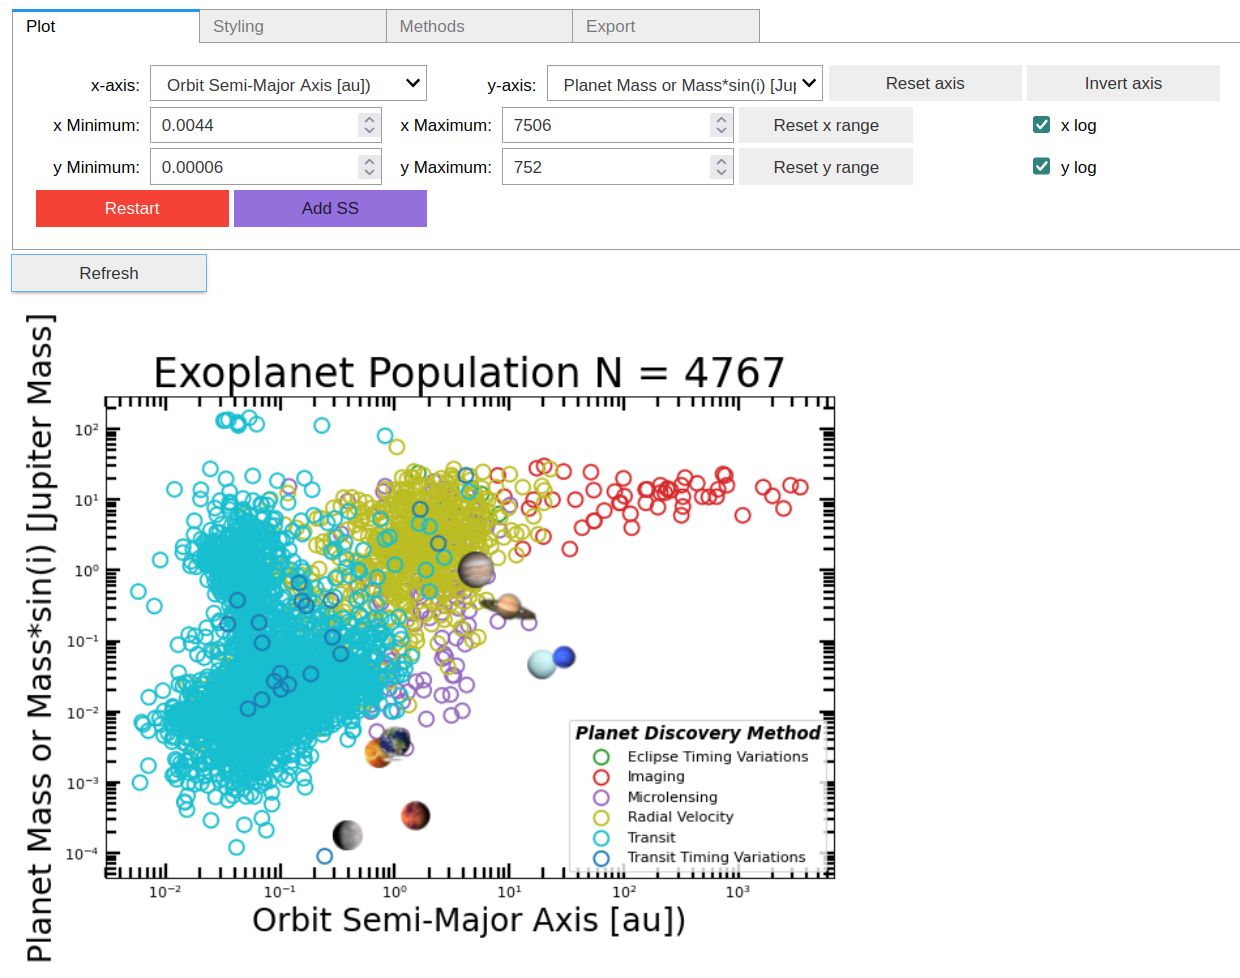 Plot Styling Methods Export
x-axis: Orbit Semi-Major Axis [au]) y-axis: Planet Mass or Mass*sin(i) [Jup Reset axis Invert axis
x Minimum: 0.0044 x Maximum: 7506 Reset x range x log
y Minimum: 0.00006 y Maximum: 752 Reset y range y log
Restart Add SS
Refresh
Exoplanet Population N = 4767
Planet Mass or Mass*sin(i) [Jupiter Mass]
10²
10¹
10⁰
10⁻¹
10⁻²
10⁻³
10⁻⁴
Planet Discovery Method
Eclipse Timing Variations
Imaging
Microlensing
Radial Velocity
Transit
Transit Timing Variations
10⁻² 10⁻¹ 10⁰ 10¹ 10² 10³
Orbit Semi-Major Axis [au])